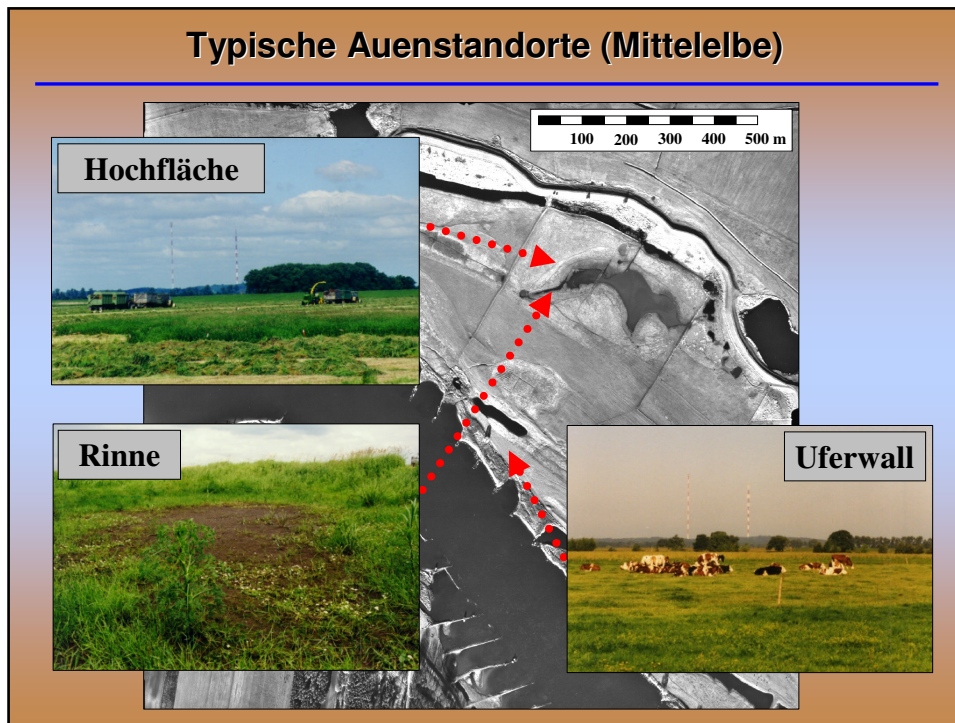 Typische Auenstandorte (Mittelelbe)
100 200 300 400 500 m
Hochfläche
Rinne
Uferwall